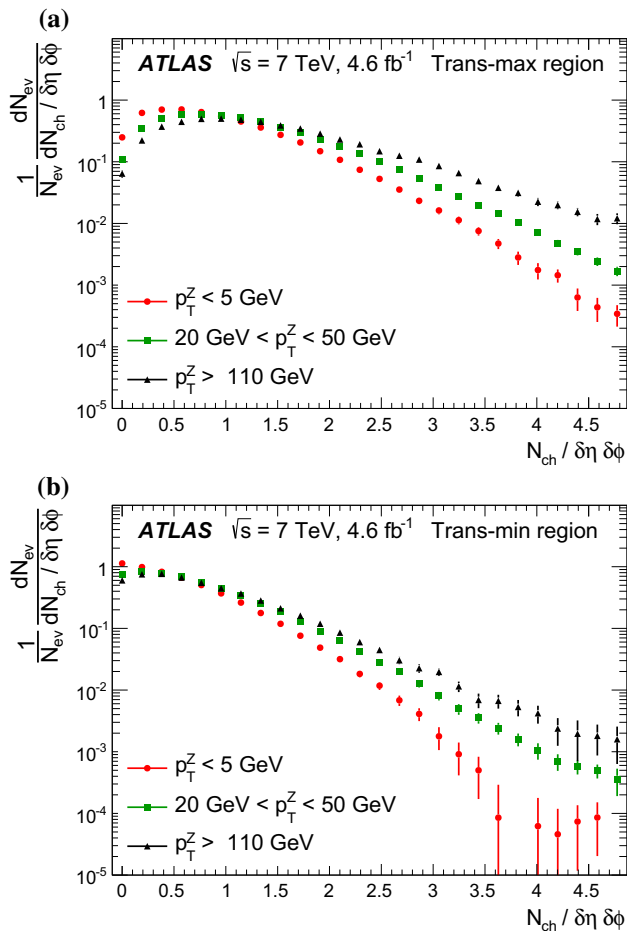 (a)
ATLAS √s = 7 TeV, 4.6 fb⁻¹ Trans-max region
1/N_ev dN_ev/dN_ch / δη δϕ
1
10⁻¹
10⁻²
10⁻³
10⁻⁴
10⁻⁵
p_T^Z < 5 GeV
20 GeV < p_T^Z < 50 GeV
p_T^Z > 110 GeV
0 0.5 1 1.5 2 2.5 3 3.5 4 4.5
N_ch / δη δϕ
(b)
ATLAS √s = 7 TeV, 4.6 fb⁻¹ Trans-min region
1/N_ev dN_ev/dN_ch / δη δϕ
1
10⁻¹
10⁻²
10⁻³
10⁻⁴
10⁻⁵
p_T^Z < 5 GeV
20 GeV < p_T^Z < 50 GeV
p_T^Z > 110 GeV
0 0.5 1 1.5 2 2.5 3 3.5 4 4.5
N_ch / δη δϕ